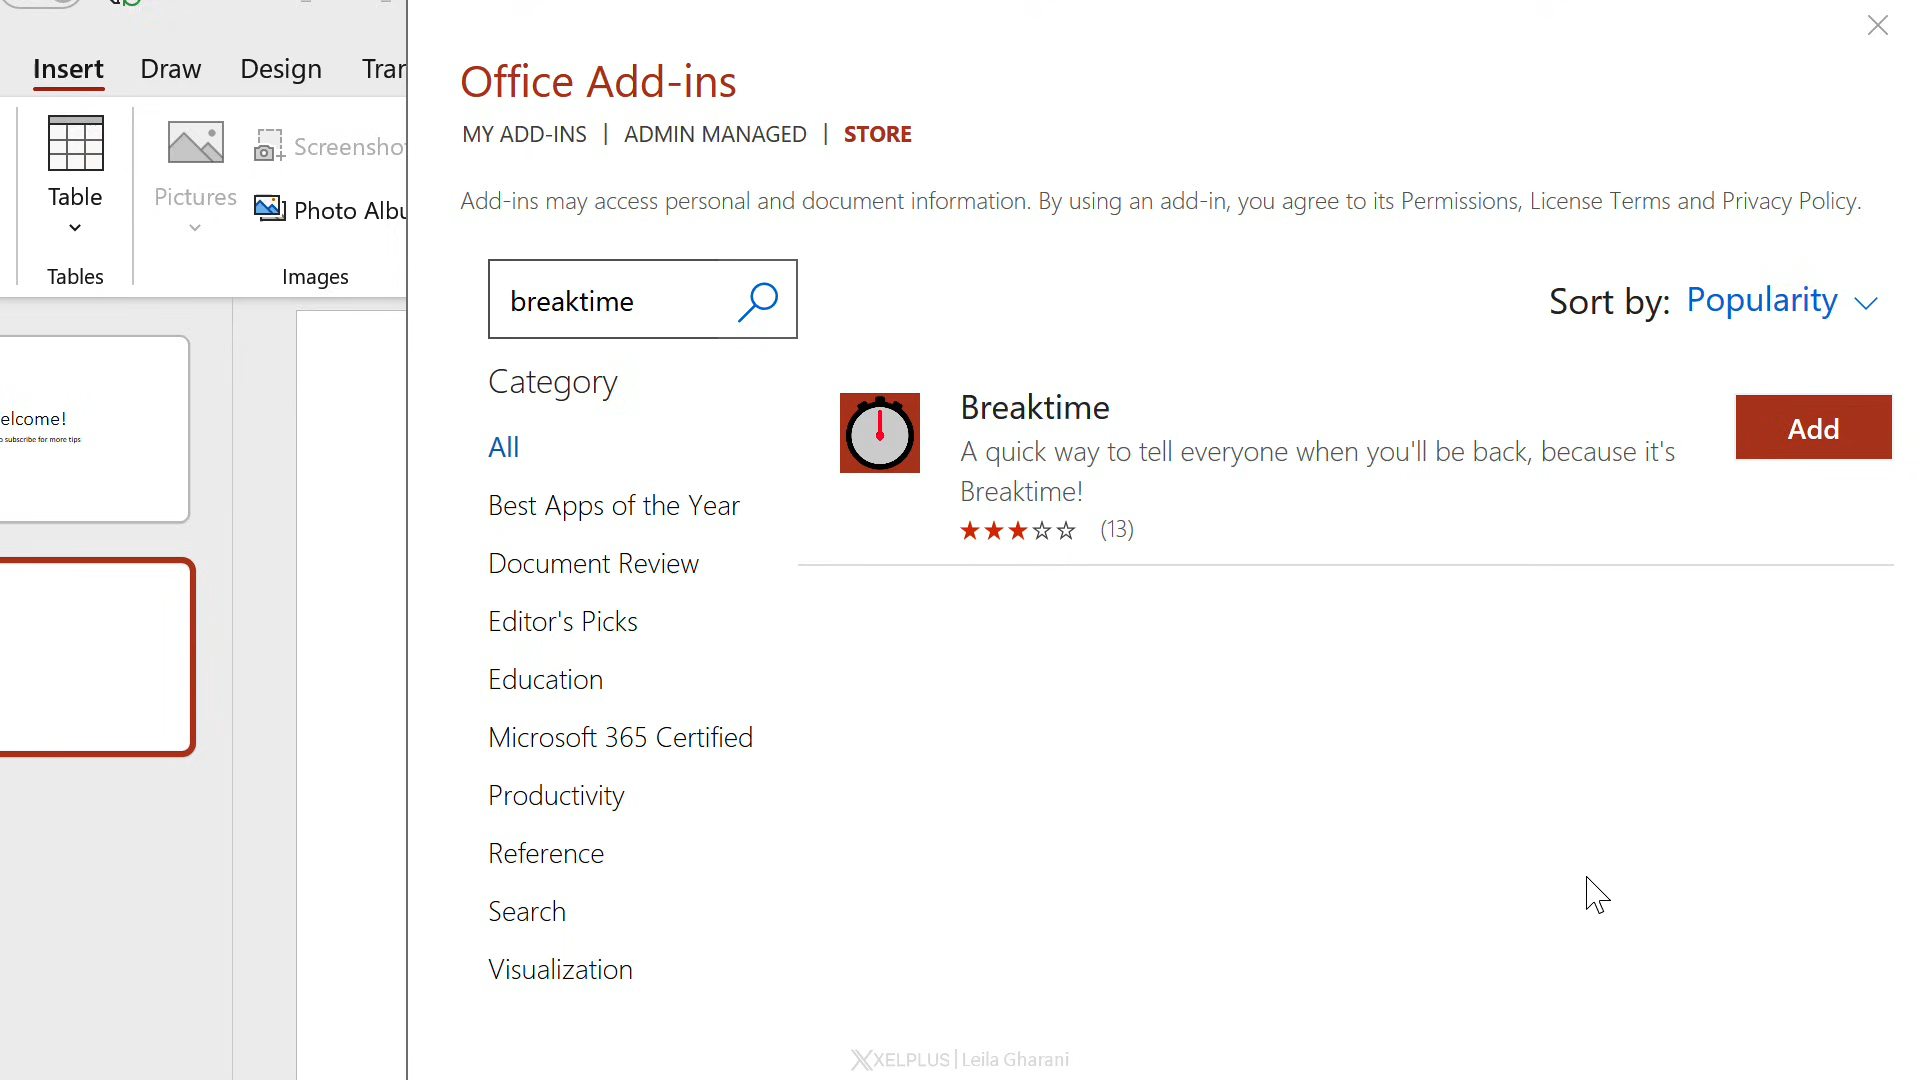 Insert Draw Design
Table
Pictures
Photo
Tables
Images
Office Add-ins
MY ADD-INS | ADMIN MANAGED | STORE
Add-ins may access personal and document information. By using an add-in, you agree to its Permissions, License Terms and Privacy Policy.
breaktime
Sort by: Popularity
Category
All
Best Apps of the Year
Document Review
Editor's Picks
Education
Microsoft 365 Certified
Productivity
Reference
Search
Visualization
Breaktime
A quick way to tell everyone when you'll be back, because it's
Breaktime!
(13)
Add
subscribe for more tips
XELPLUS | Leila Gharani